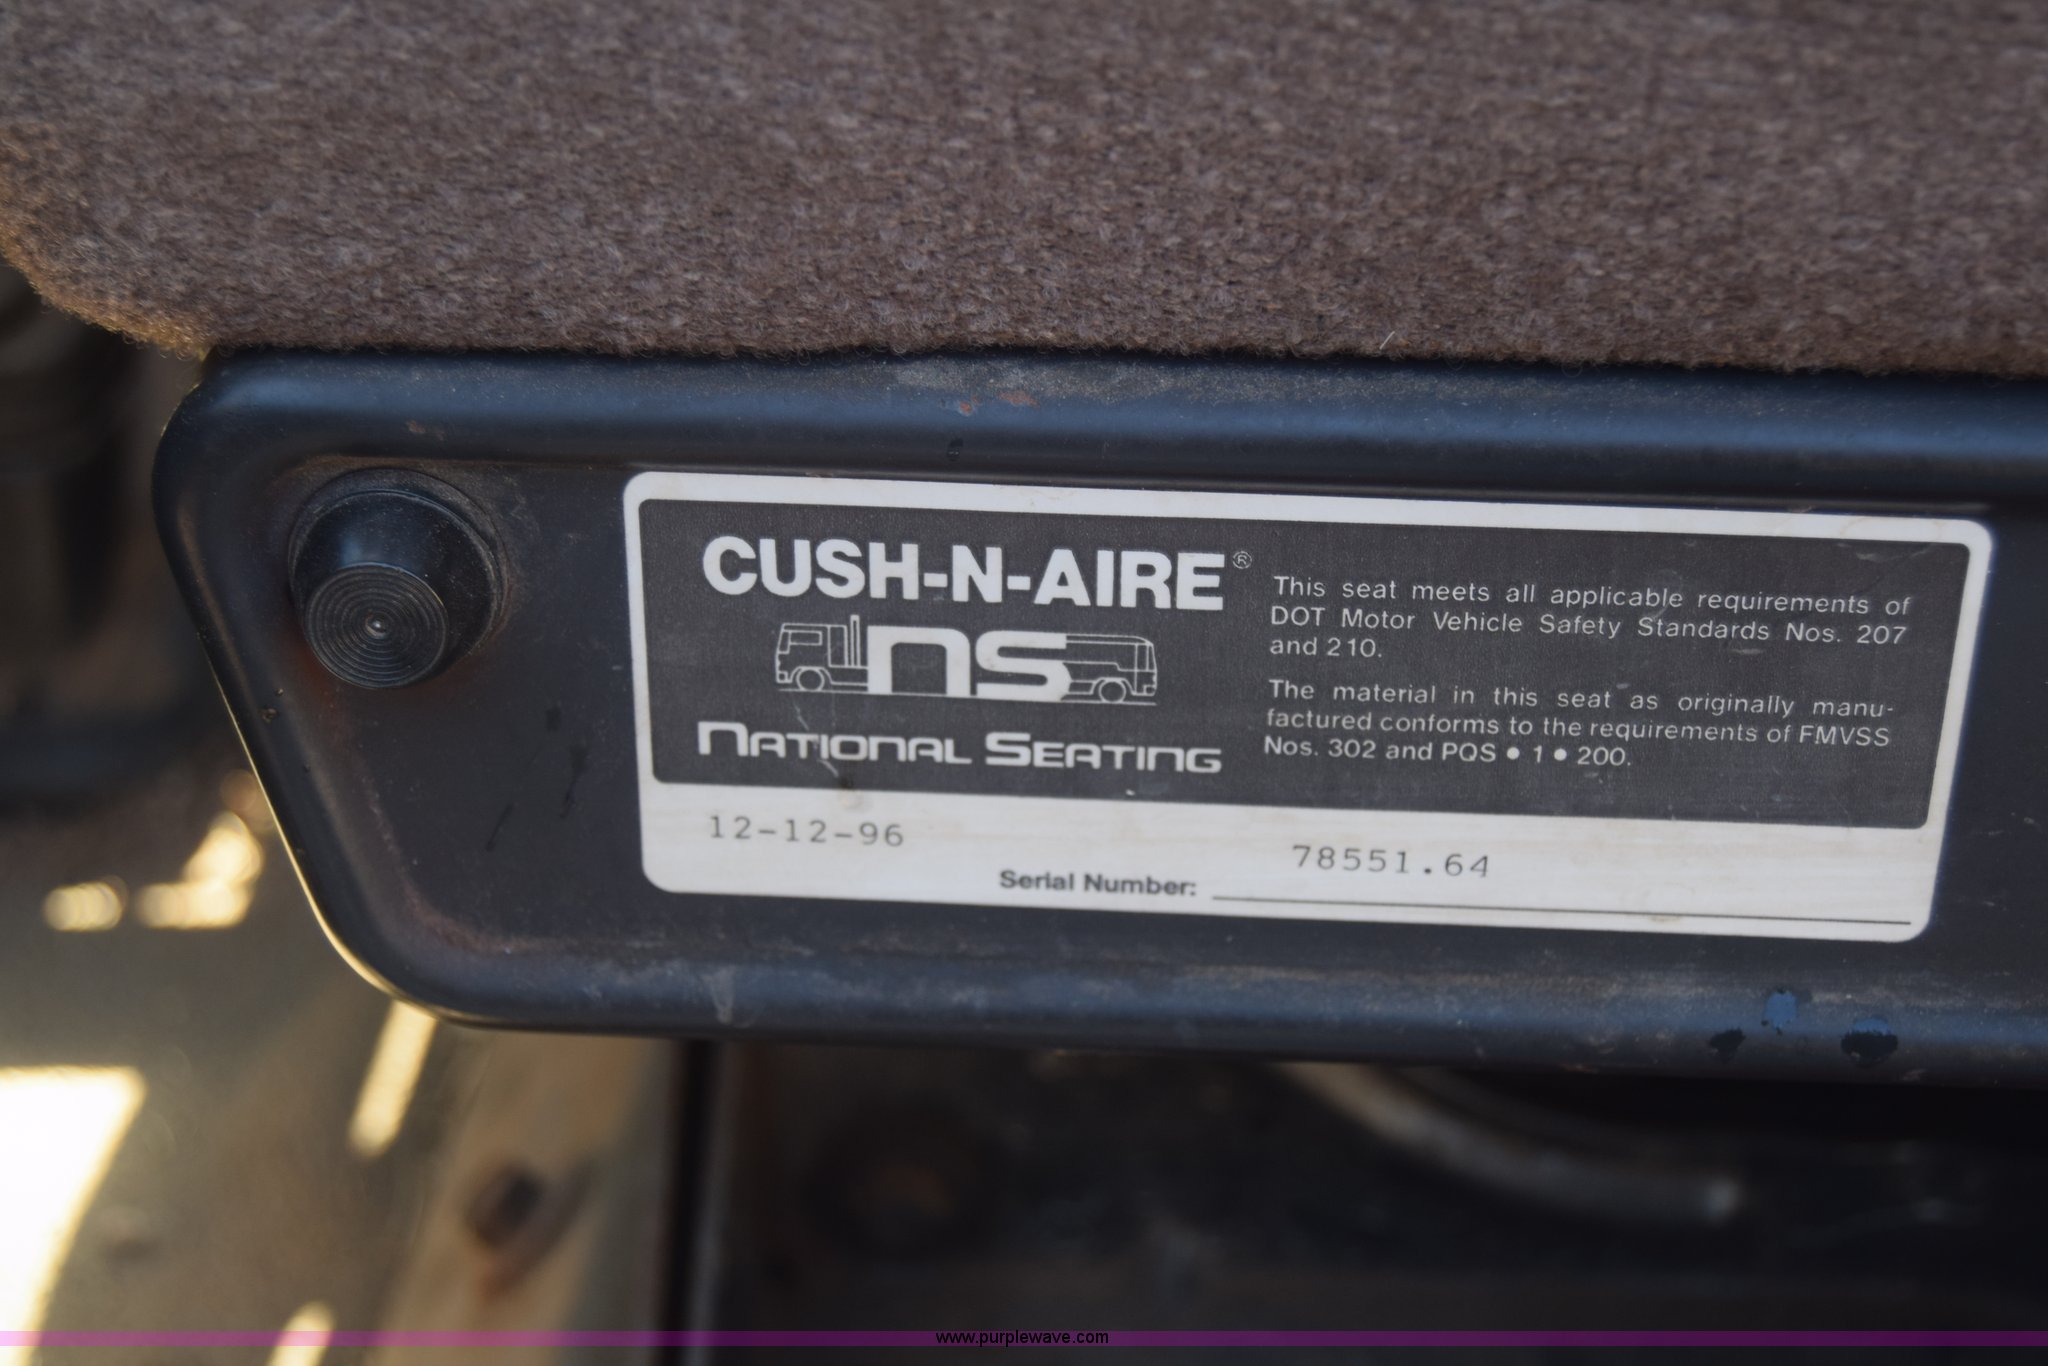 CUSH-N-AIRE®
ns
NATIONAL SEATING
This seat meets all applicable requirements of
DOT Motor Vehicle Safety Standards Nos. 207
and 210.
The material in this seat as originally manu-
factured conforms to the requirements of FMVSS
Nos. 302 and PQS • 1 • 200.
12-12-96
78551.64
Serial Number:
www.purplewave.com